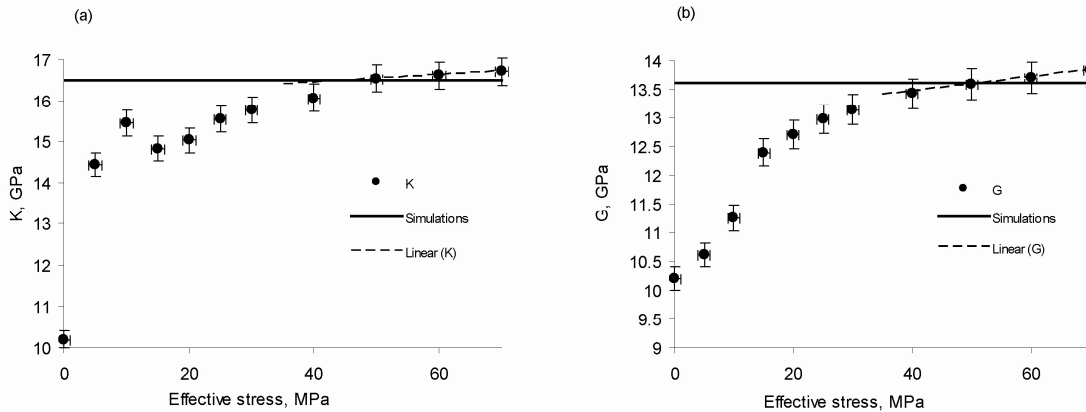 (a)
17
16
15
14
13
12
11
10
K, GPa
0 20 40 60
Effective stress, MPa
K
Simulations
Linear (K)
(b)
14
13.5
13
12.5
12
11.5
11
10.5
10
9.5
9
G, GPa
0 20 40 60
Effective stress, MPa
G
Simulations
Linear (G)